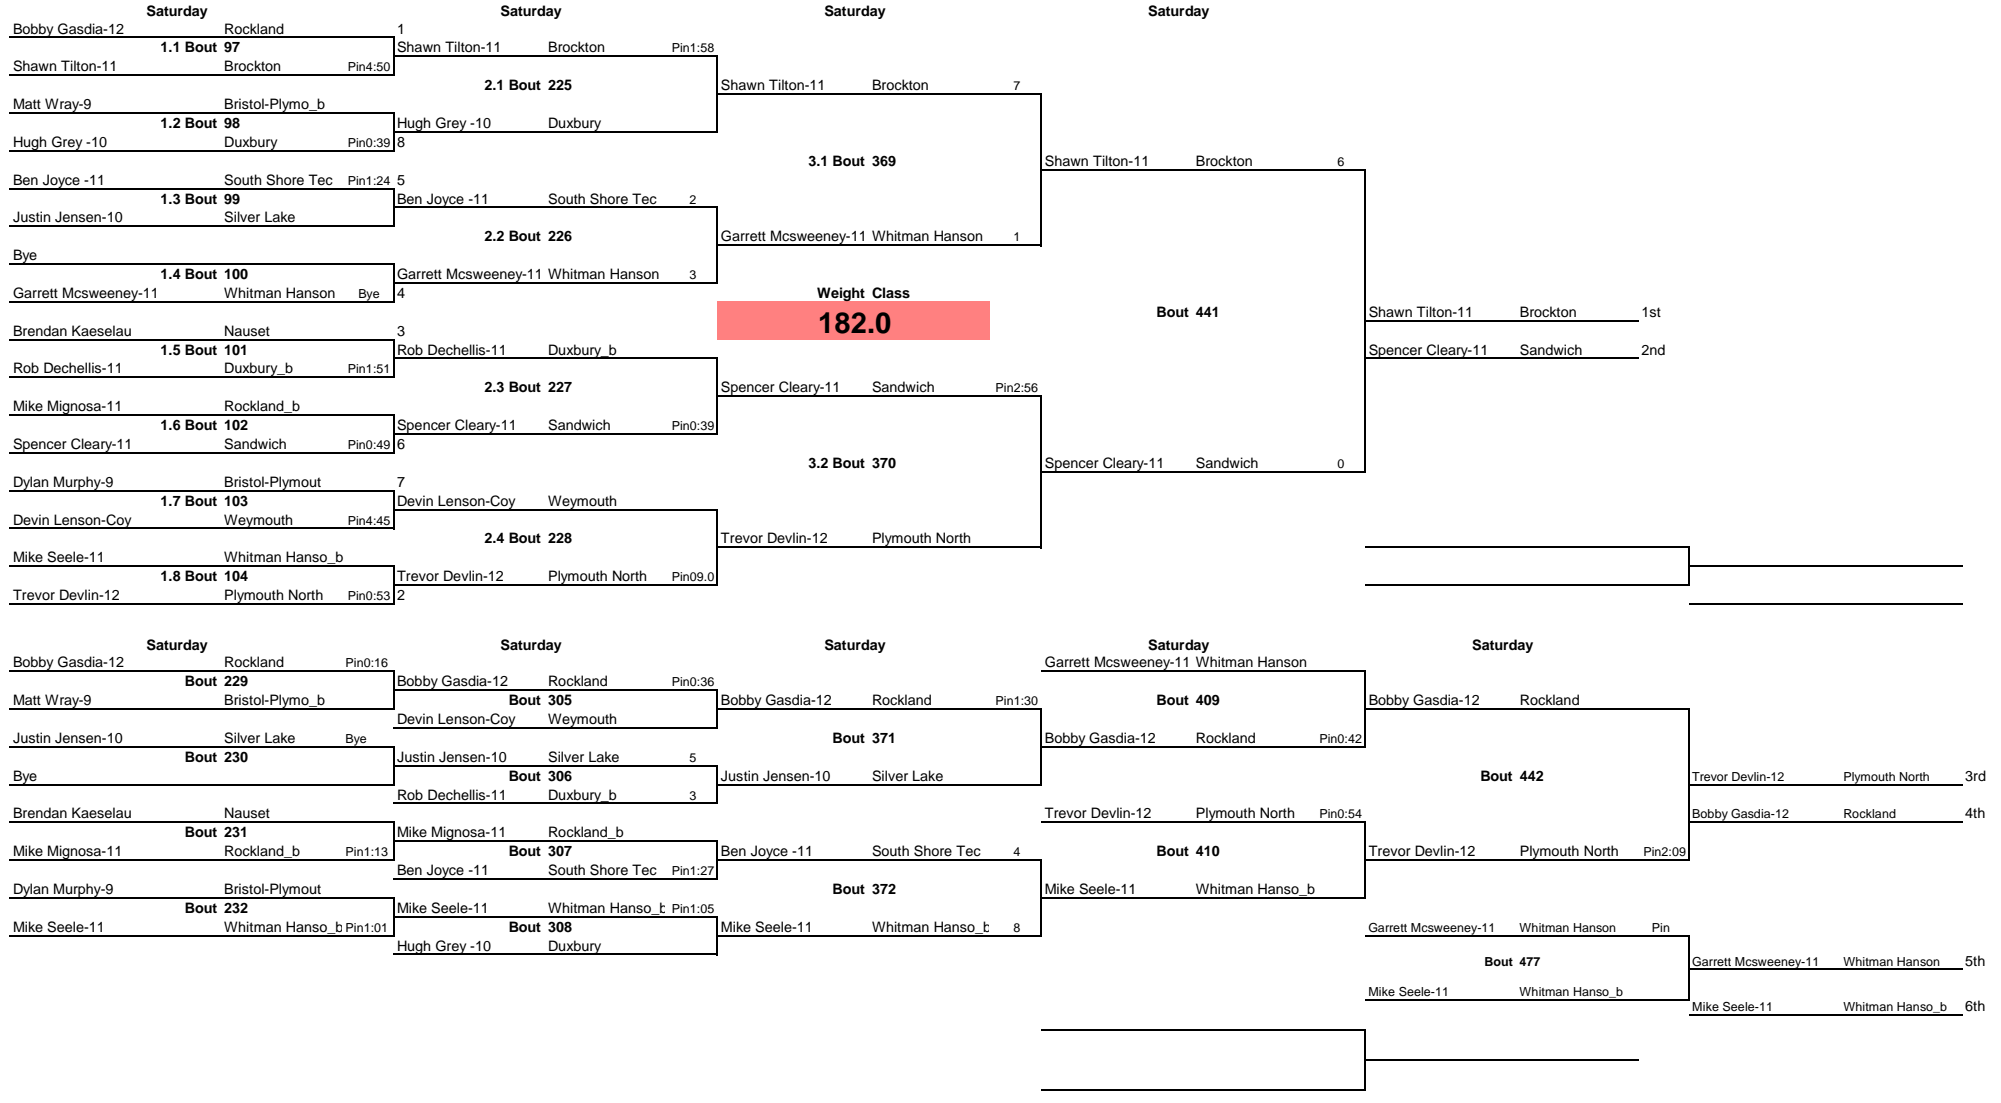 Saturday Saturday Saturday Saturday
Bobby Gasdia-12 Rockland 1
1.1 Bout 97 Shawn Tilton-11 Brockton Pin1:58
Shawn Tilton-11 Brockton Pin4:50
2.1 Bout 225 Shawn Tilton-11 Brockton 7
Matt Wray-9 Bristol-Plymo_b
1.2 Bout 98 Hugh Grey -10 Duxbury
Hugh Grey -10 Duxbury Pin0:39 8
3.1 Bout 369 Shawn Tilton-11 Brockton 6
Ben Joyce -11 South Shore Tec Pin1:24 5
1.3 Bout 99 Ben Joyce -11 South Shore Tec 2
Justin Jensen-10 Silver Lake
2.2 Bout 226 Garrett Mcsweeney-11 Whitman Hanson 1
Bye
1.4 Bout 100 Garrett Mcsweeney-11 Whitman Hanson 3
Garrett Mcsweeney-11 Whitman Hanson Bye 4 Weight Class
Bout 441 Shawn Tilton-11 Brockton 1st
Brendan Kaeselau Nauset 3 182.0
1.5 Bout 101 Rob Dechellis-11 Duxbury_b Spencer Cleary-11 Sandwich 2nd
Rob Dechellis-11 Duxbury_b Pin1:51
2.3 Bout 227 Spencer Cleary-11 Sandwich Pin2:56
Mike Mignosa-11 Rockland_b
1.6 Bout 102 Spencer Cleary-11 Sandwich Pin0:39
Spencer Cleary-11 Sandwich Pin0:49 6
3.2 Bout 370 Spencer Cleary-11 Sandwich 0
Dylan Murphy-9 Bristol-Plymout 7
1.7 Bout 103 Devin Lenson-Coy Weymouth
Devin Lenson-Coy Weymouth Pin4:45
2.4 Bout 228 Trevor Devlin-12 Plymouth North
Mike Seele-11 Whitman Hanso_b
1.8 Bout 104 Trevor Devlin-12 Plymouth North Pin09.0
Trevor Devlin-12 Plymouth North Pin0:53 2
Saturday Saturday Saturday Saturday Saturday
Bobby Gasdia-12 Rockland Pin0:16 Garrett Mcsweeney-11 Whitman Hanson
Bout 229 Bobby Gasdia-12 Rockland Pin0:36
Matt Wray-9 Bristol-Plymo_b Bout 305 Bobby Gasdia-12 Rockland Pin1:30 Bout 409 Bobby Gasdia-12 Rockland
Devin Lenson-Coy Weymouth
Justin Jensen-10 Silver Lake Bye Bout 371 Bobby Gasdia-12 Rockland Pin0:42
Bout 230 Justin Jensen-10 Silver Lake 5
Bye Bout 306 Justin Jensen-10 Silver Lake Bout 442 Trevor Devlin-12 Plymouth North 3rd
Rob Dechellis-11 Duxbury_b 3
Brendan Kaeselau Nauset Trevor Devlin-12 Plymouth North Pin0:54 Bobby Gasdia-12 Rockland 4th
Bout 231 Mike Mignosa-11 Rockland_b
Mike Mignosa-11 Rockland_b Pin1:13 Bout 307 Ben Joyce -11 South Shore Tec 4 Bout 410 Trevor Devlin-12 Plymouth North Pin2:09
Ben Joyce -11 South Shore Tec Pin1:27
Dylan Murphy-9 Bristol-Plymout Bout 372 Mike Seele-11 Whitman Hanso_b
Bout 232 Mike Seele-11 Whitman Hanso_b Pin1:05
Mike Seele-11 Whitman Hanso_b Pin1:01 Bout 308 Mike Seele-11 Whitman Hanso_b 8 Garrett Mcsweeney-11 Whitman Hanson Pin
Hugh Grey -10 Duxbury
Bout 477 Garrett Mcsweeney-11 Whitman Hanson 5th
Mike Seele-11 Whitman Hanso_b
Mike Seele-11 Whitman Hanso_b 6th